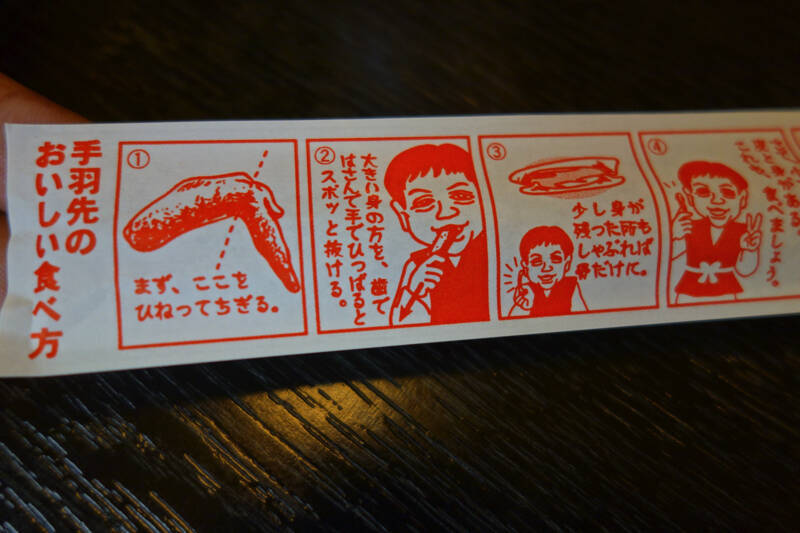 手羽先の
おいしい食べ方
①
まず、ここを
ひねってちぎる。
②
大きい身の方を、歯で
はさんで手でひっぱると
スポッと抜ける。
③
少し身が
残った所も
しゃぶれば
骨だけに。
④
食べましょう。